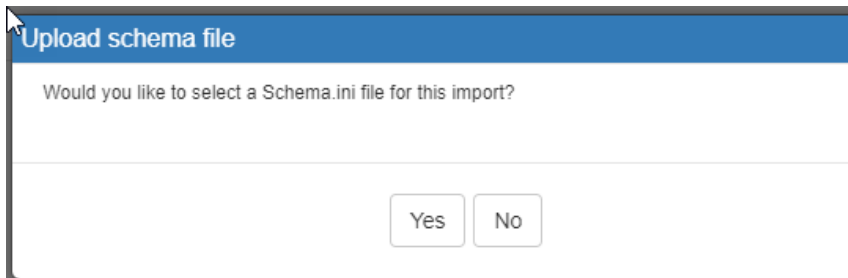 Upload schema file
Would you like to select a Schema.ini file for this import?
Yes No